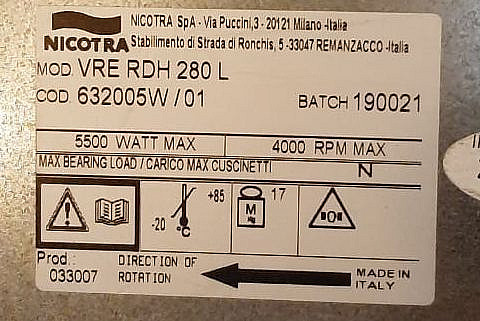 NICOTRA
NICOTRA SpA - Via Puccini,3 - 20121 Milano -Italia
Stabilimento di Strada di Ronchis, 5 -33047 REMANZACCO -Italia
MOD. VRE RDH 280 L
COD 632005W/01 BATCH 190021
5500 WATT MAX 4000 RPM MAX
MAX BEARING LOAD / CARICO MAX CUSCINETTI N
-20 +85 °C M kg 17
Prod.: 033007
DIRECTION OF ROTATION
MADE IN ITALY